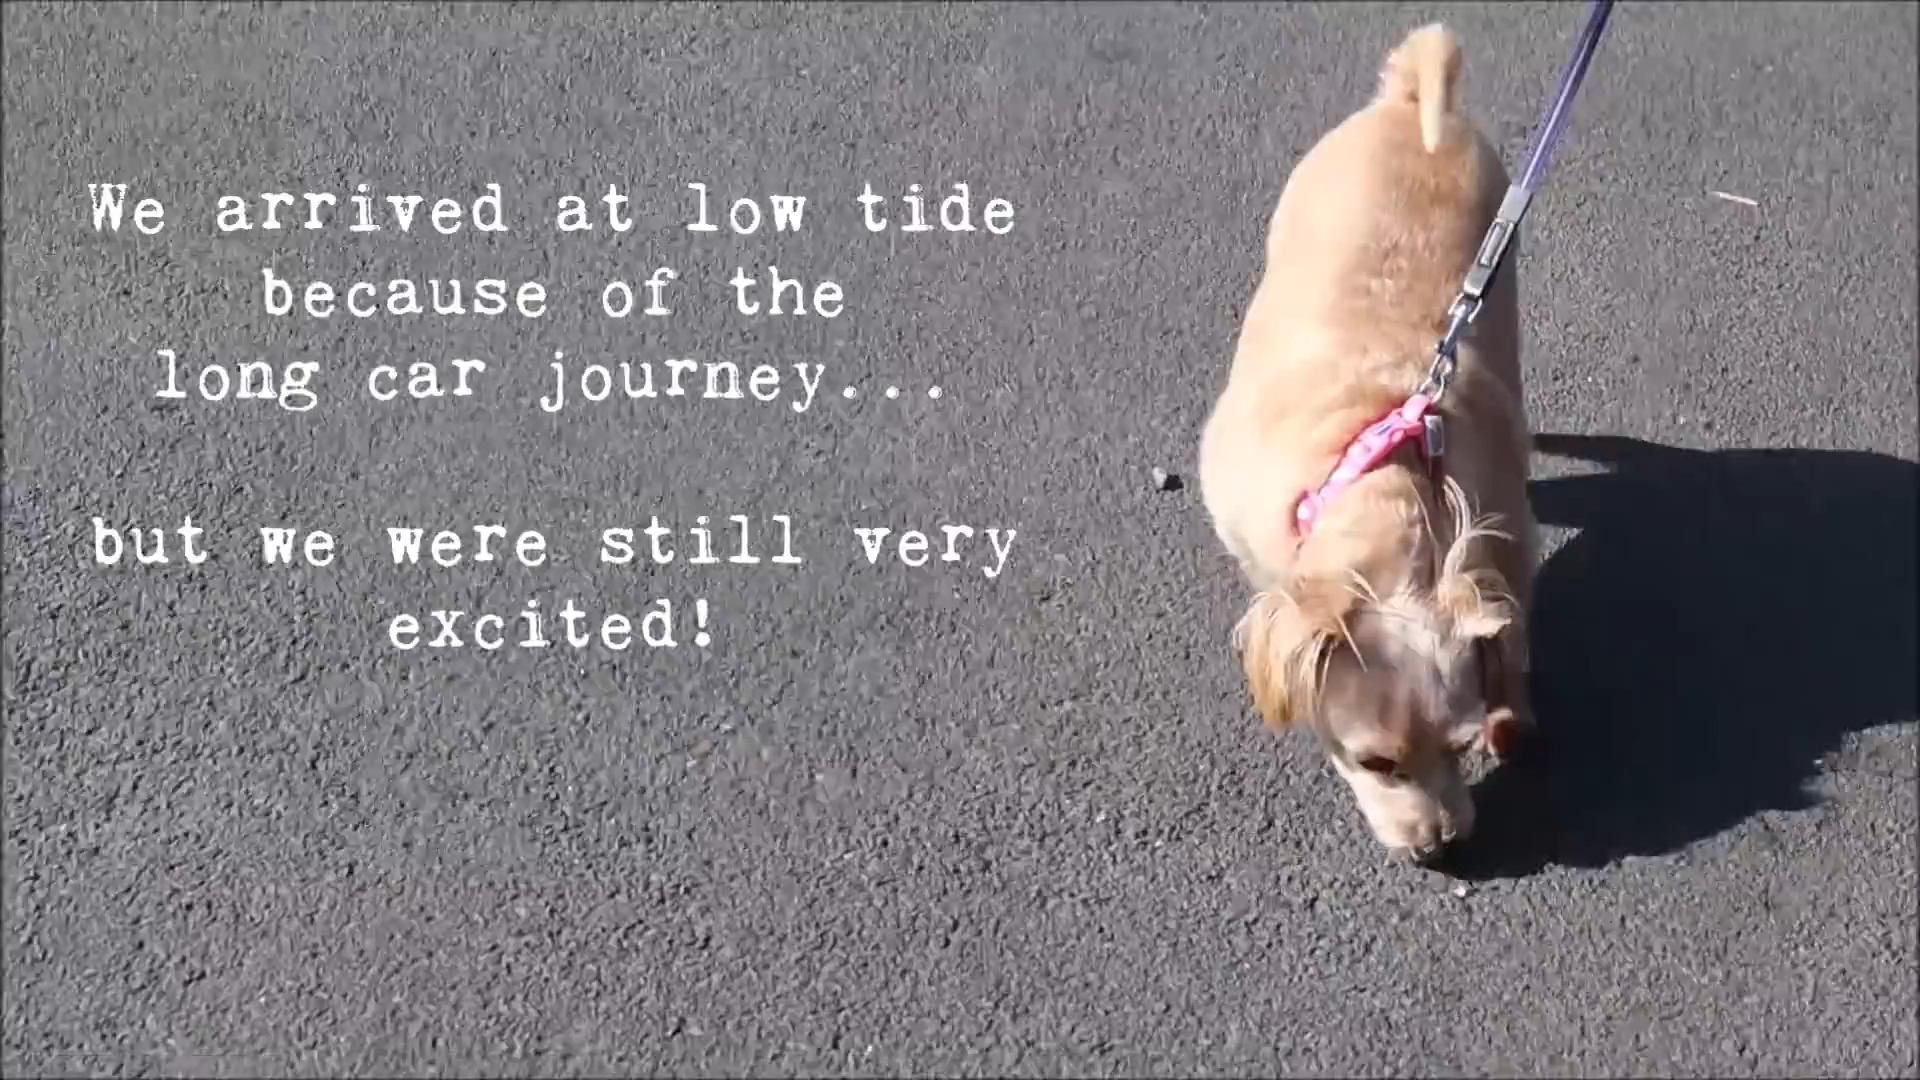 We arrived at low tide
because of the
long car journey...
but we were still very
excited!